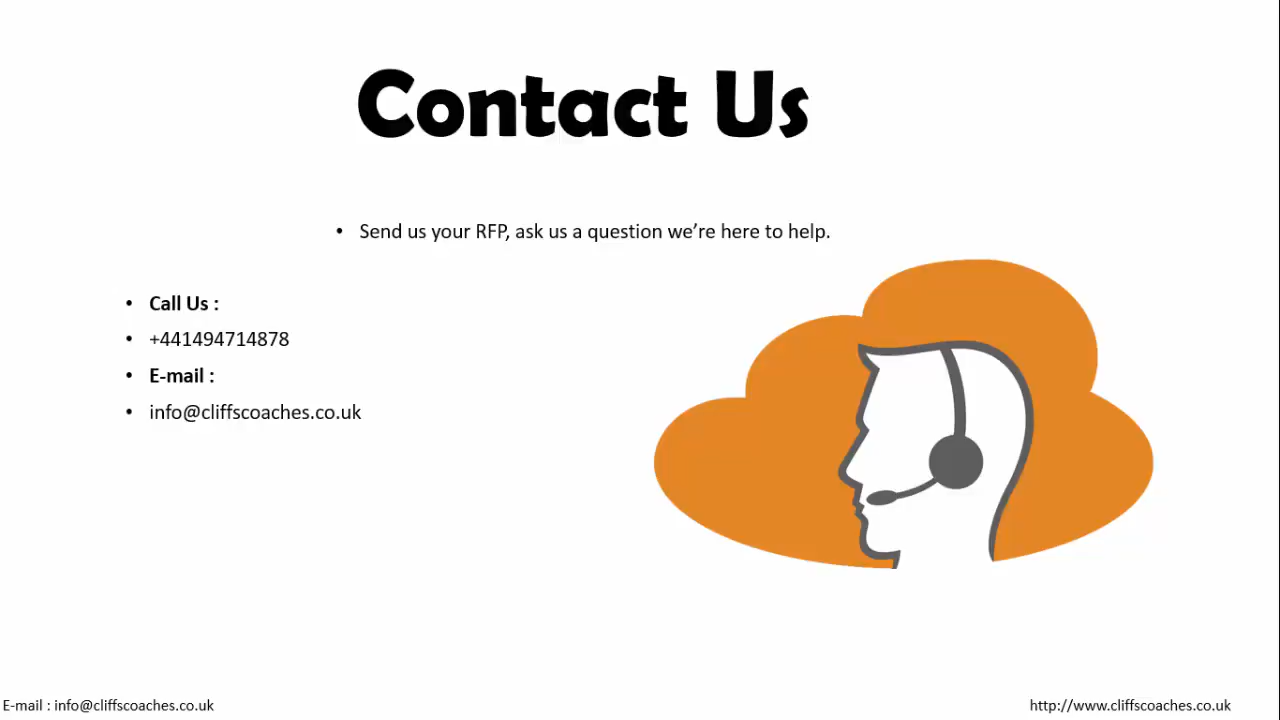 Contact Us
• Send us your RFP, ask us a question we’re here to help.
• Call Us :
• +441494714878
• E-mail :
• info@cliffscoaches.co.uk
E-mail : info@cliffscoaches.co.uk
http://www.cliffscoaches.co.uk